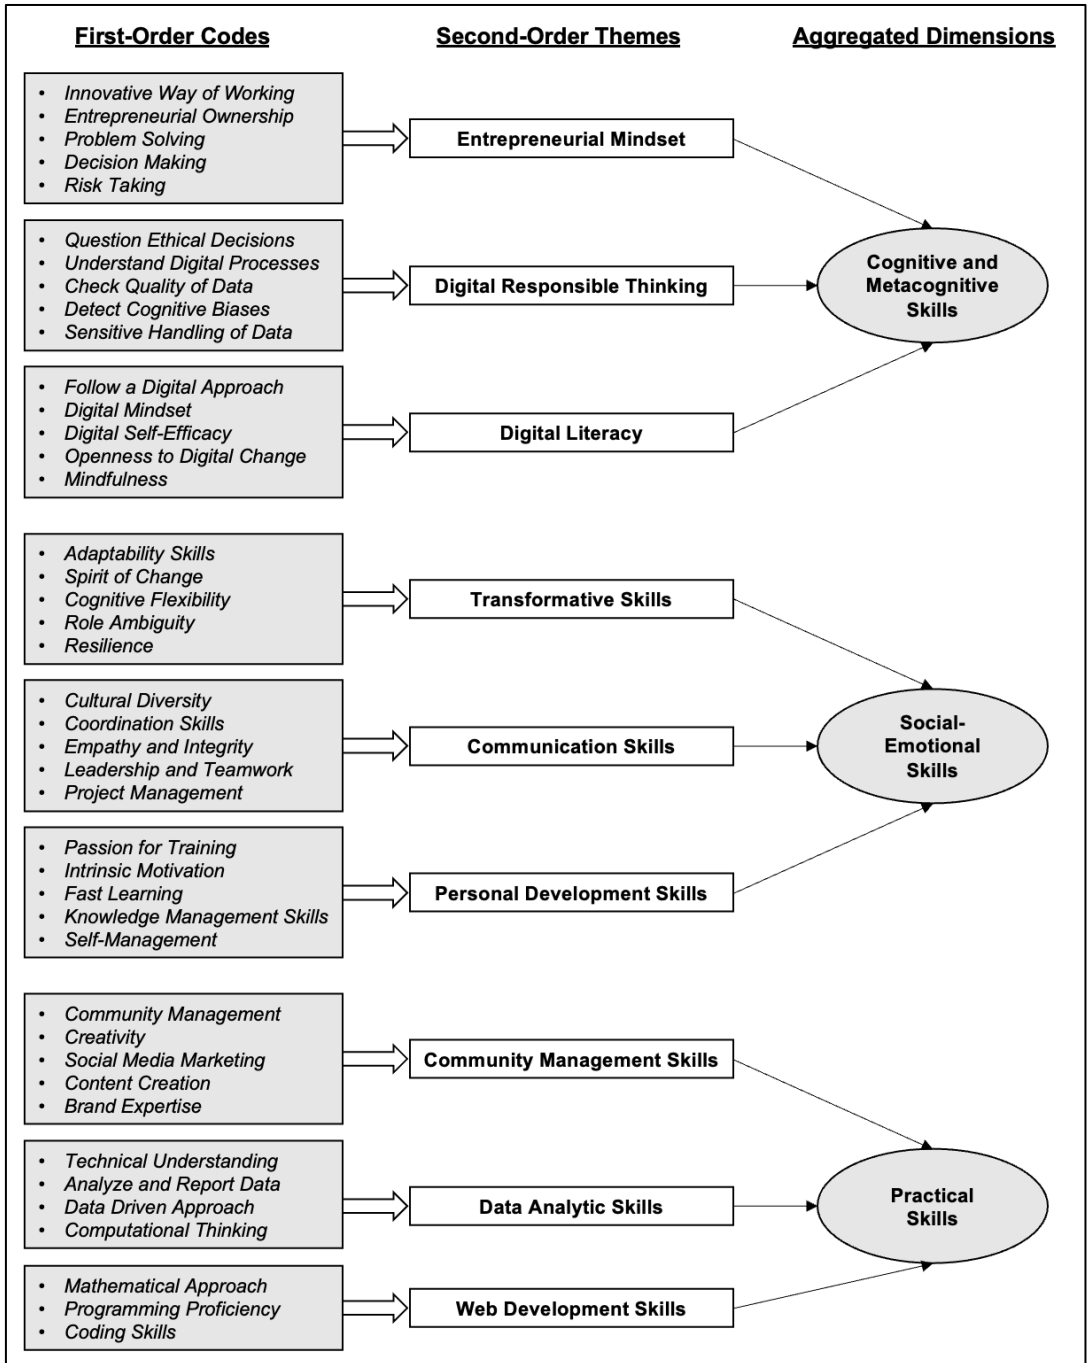 First-Order Codes
Second-Order Themes
Aggregated Dimensions
• Innovative Way of Working
• Entrepreneurial Ownership
• Problem Solving
• Decision Making
• Risk Taking
Entrepreneurial Mindset
• Question Ethical Decisions
• Understand Digital Processes
• Check Quality of Data
• Detect Cognitive Biases
• Sensitive Handling of Data
Digital Responsible Thinking
• Follow a Digital Approach
• Digital Mindset
• Digital Self-Efficacy
• Openness to Digital Change
• Mindfulness
Digital Literacy
Cognitive and
Metacognitive
Skills
• Adaptability Skills
• Spirit of Change
• Cognitive Flexibility
• Role Ambiguity
• Resilience
Transformative Skills
• Cultural Diversity
• Coordination Skills
• Empathy and Integrity
• Leadership and Teamwork
• Project Management
Communication Skills
• Passion for Training
• Intrinsic Motivation
• Fast Learning
• Knowledge Management Skills
• Self-Management
Personal Development Skills
Social-
Emotional
Skills
• Community Management
• Creativity
• Social Media Marketing
• Content Creation
• Brand Expertise
Community Management Skills
• Technical Understanding
• Analyze and Report Data
• Data Driven Approach
• Computational Thinking
Data Analytic Skills
• Mathematical Approach
• Programming Proficiency
• Coding Skills
Web Development Skills
Practical
Skills